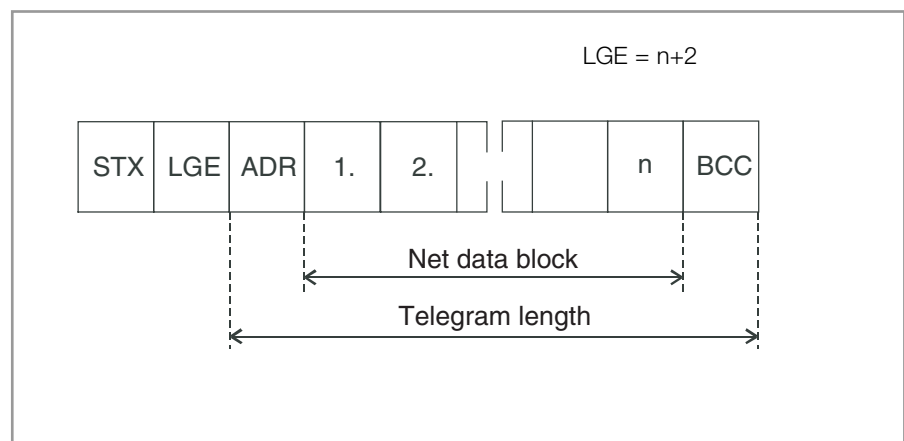 LGE = n+2
STX LGE ADR 1. 2. n BCC
Net data block
Telegram length